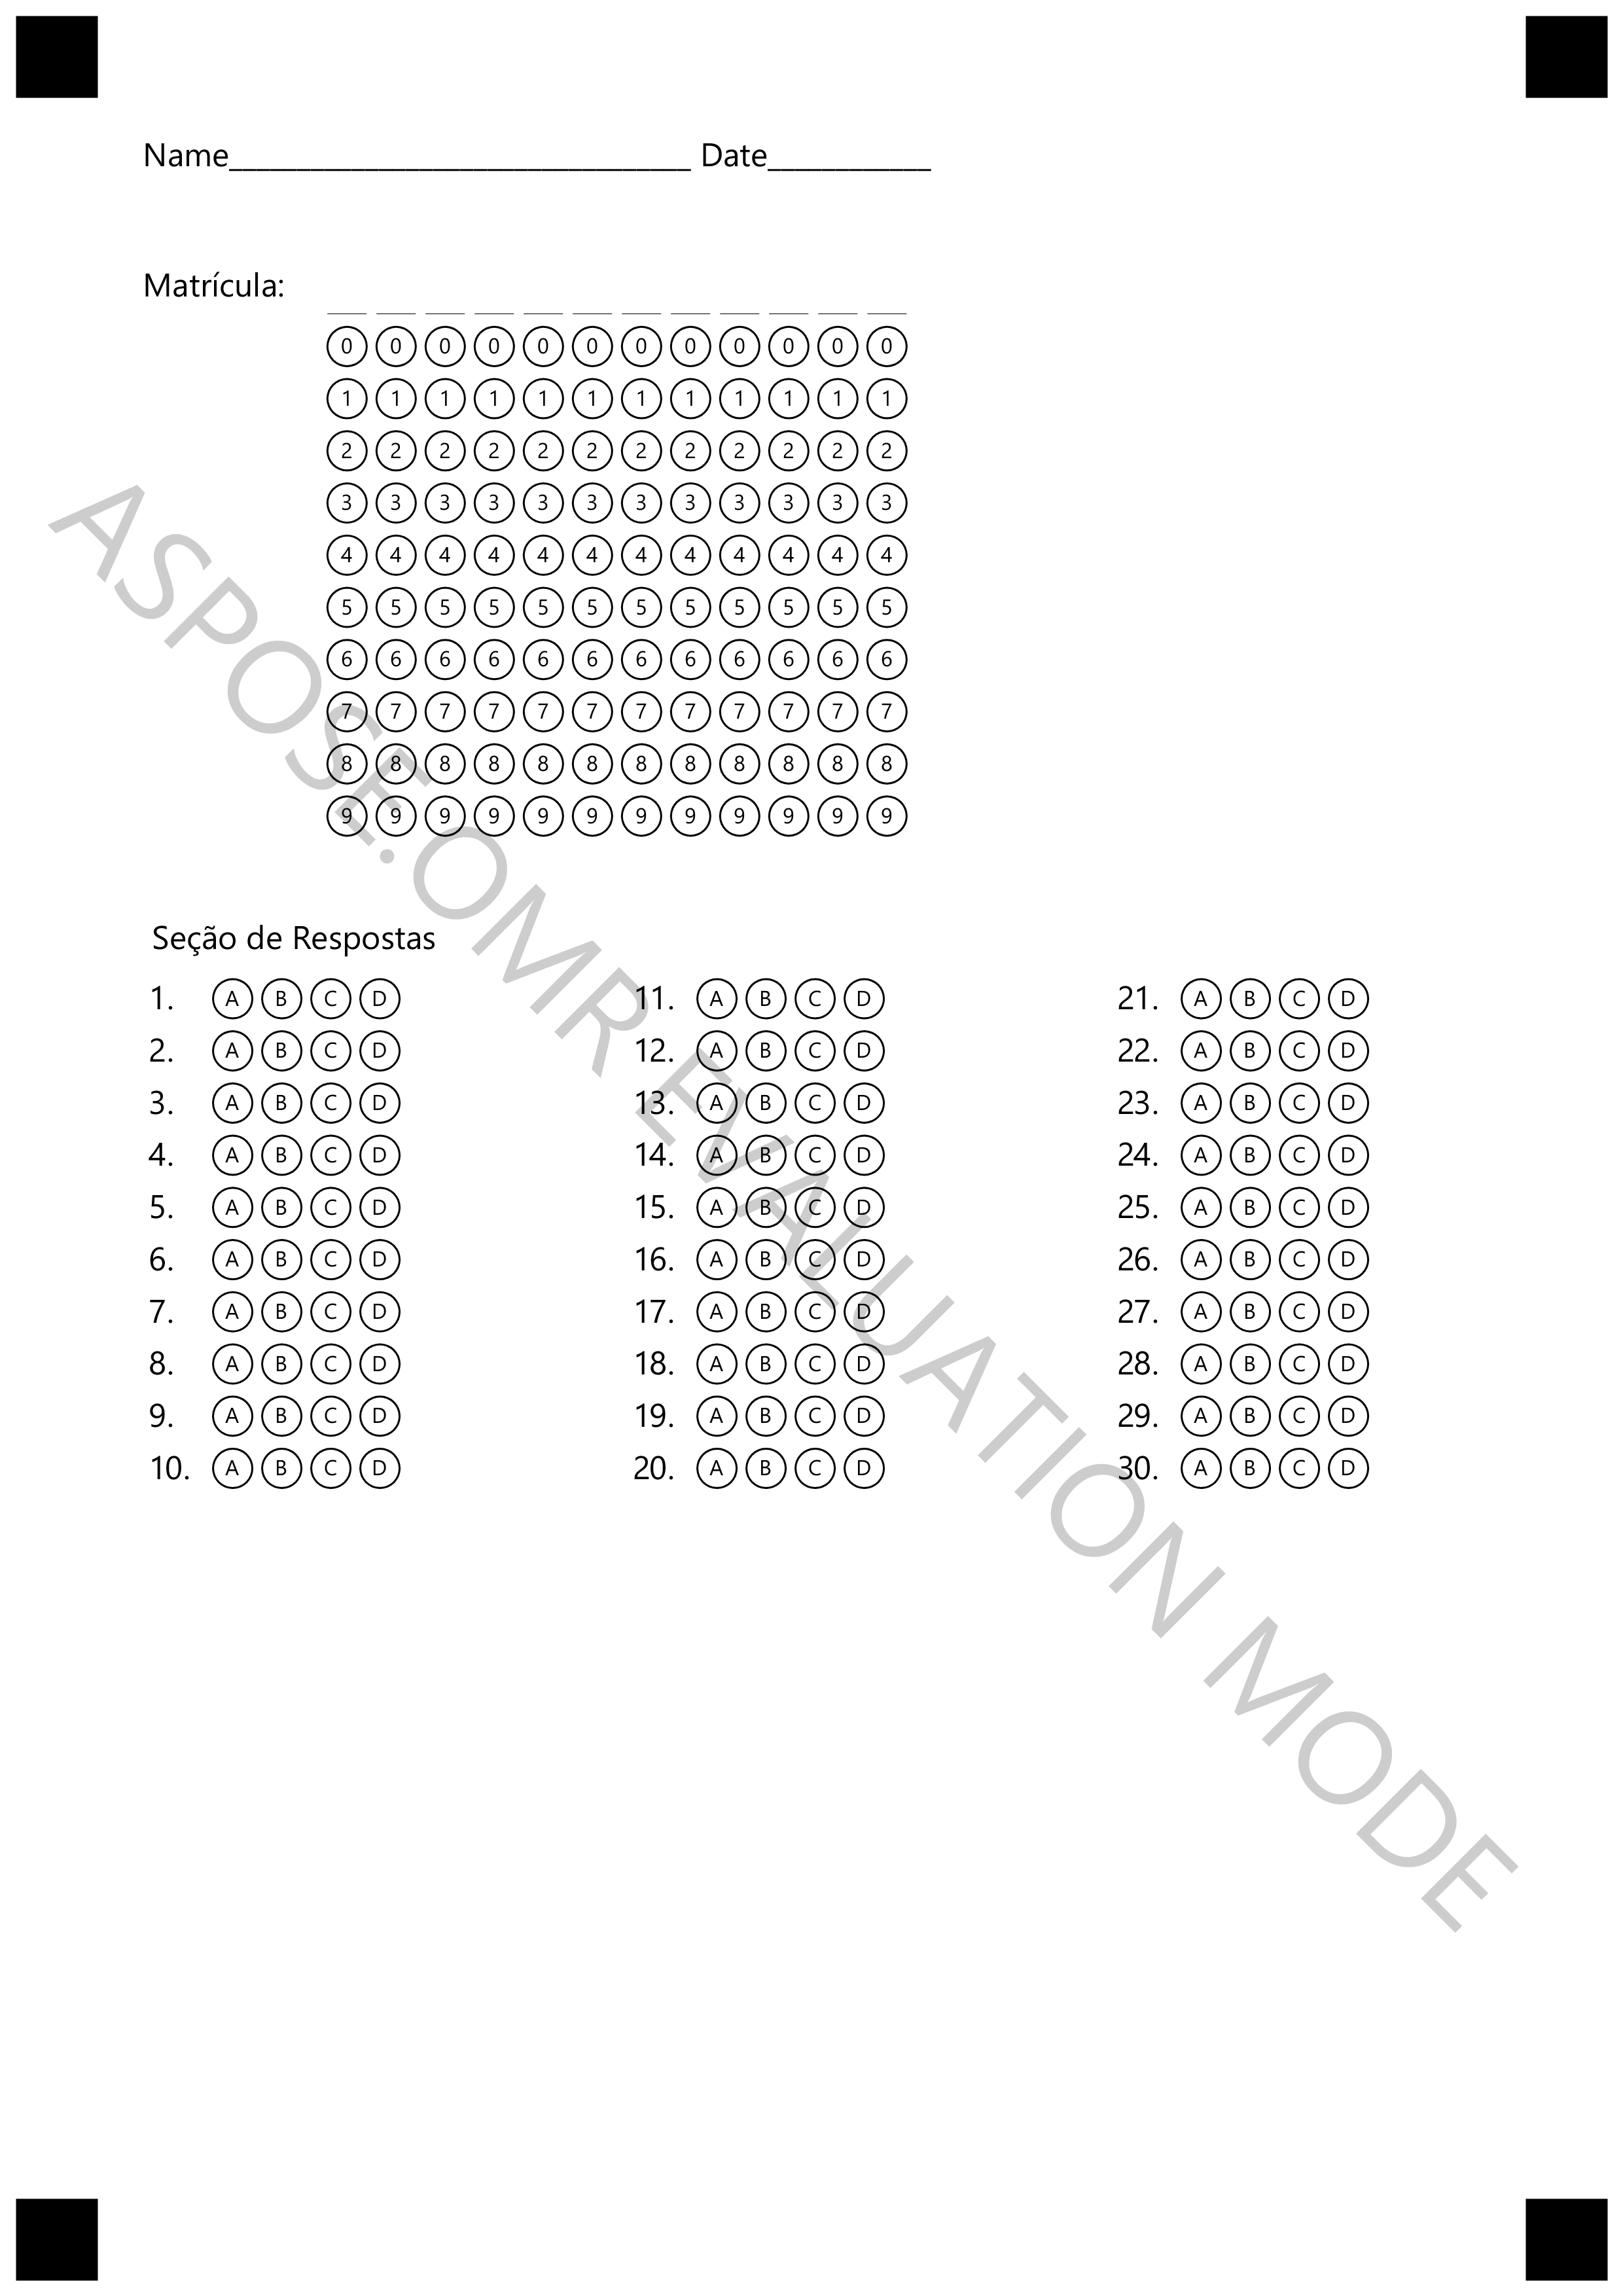 Name__________________________________ Date____________
Matrícula:
0 0 0 0 0 0 0 0 0 0 0 0
1 1 1 1 1 1 1 1 1 1 1 1
2 2 2 2 2 2 2 2 2 2 2 2
3 3 3 3 3 3 3 3 3 3 3 3
4 4 4 4 4 4 4 4 4 4 4 4
5 5 5 5 5 5 5 5 5 5 5 5
6 6 6 6 6 6 6 6 6 6 6 6
7 7 7 7 7 7 7 7 7 7 7 7
8 8 8 8 8 8 8 8 8 8 8 8
9 9 9 9 9 9 9 9 9 9 9 9
Seção de Respostas
1. A B C D 11. A B C D 21. A B C D
2. A B C D 12. A B C D 22. A B C D
3. A B C D 13. A B C D 23. A B C D
4. A B C D 14. A B C D 24. A B C D
5. A B C D 15. A B C D 25. A B C D
6. A B C D 16. A B C D 26. A B C D
7. A B C D 17. A B C D 27. A B C D
8. A B C D 18. A B C D 28. A B C D
9. A B C D 19. A B C D 29. A B C D
10. A B C D 20. A B C D 30. A B C D
ASPOSE.OMR EVALUATION MODE